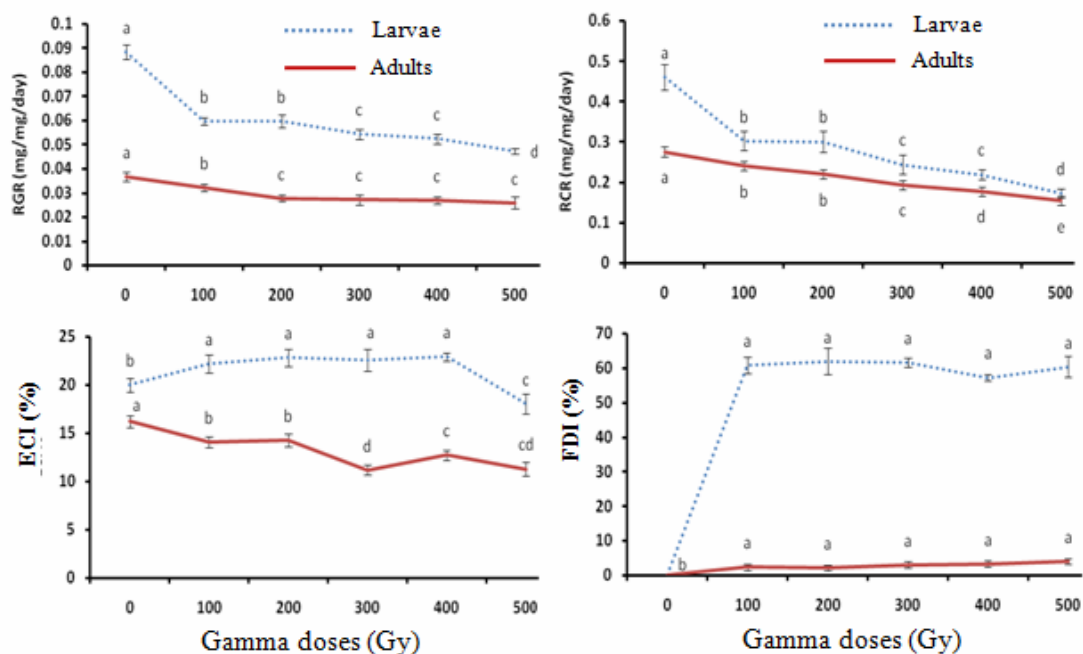 0.1
0.09
0.08
0.07
0.06
0.05
0.04
0.03
0.02
0.01
0
RGR (mg/mg/day)
Larvae
Adults
a
b
b
c
c
d
a
b
c
c
c
c
0 100 200 300 400 500
0.6
0.5
0.4
0.3
0.2
0.1
0
RCR (mg/mg/day)
Larvae
Adults
a
b
b
c
c
d
a
b
b
c
d
e
0 100 200 300 400 500
25
20
15
10
5
0
ECI (%)
b
a
a
a
a
c
a
b
b
d
c
cd
0 100 200 300 400 500
Gamma doses (Gy)
70
60
50
40
30
20
10
0
FDI (%)
a
a
a
a
a
b
a
a
a
a
a
0 100 200 300 400 500
Gamma doses (Gy)